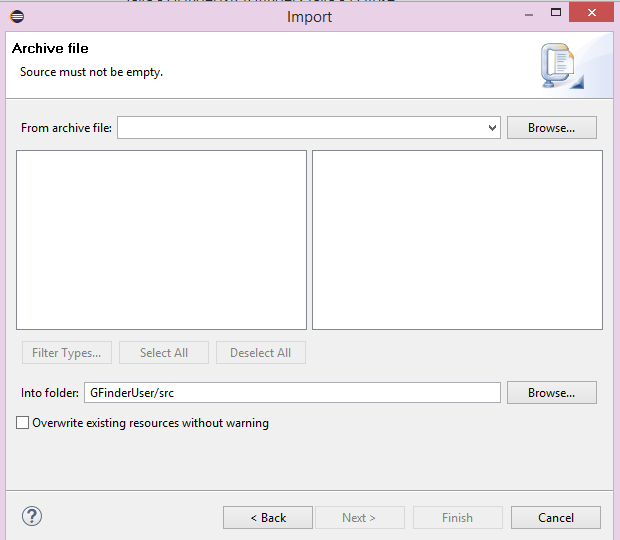 Import
Archive file
Source must not be empty.
From archive file:
Browse...
Filter Types...
Select All
Deselect All
Into folder:
GFinderUser/src
Browse...
Overwrite existing resources without warning
?
< Back
Next >
Finish
Cancel